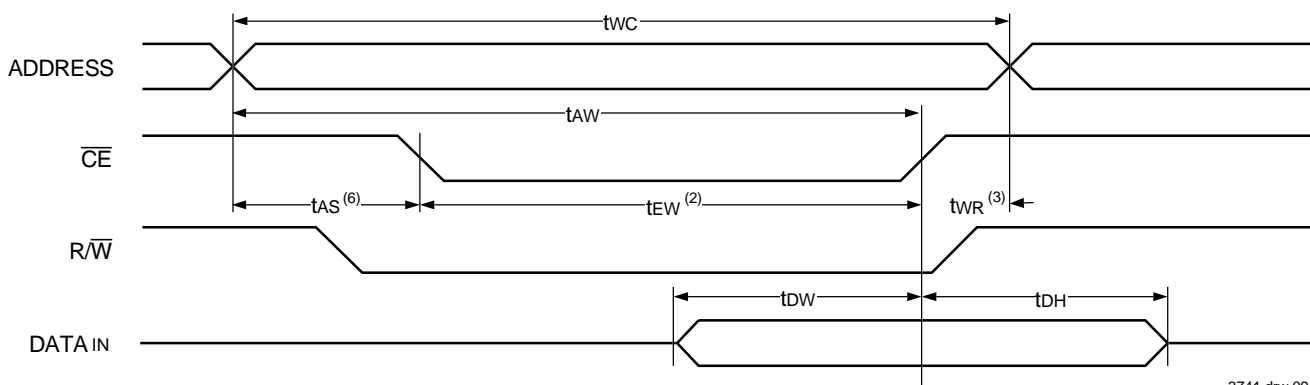 tWC
ADDRESS
tAW
CE
tAS (6) tEW (2) tWR (3)
R/W
tDW tDH
DATA IN